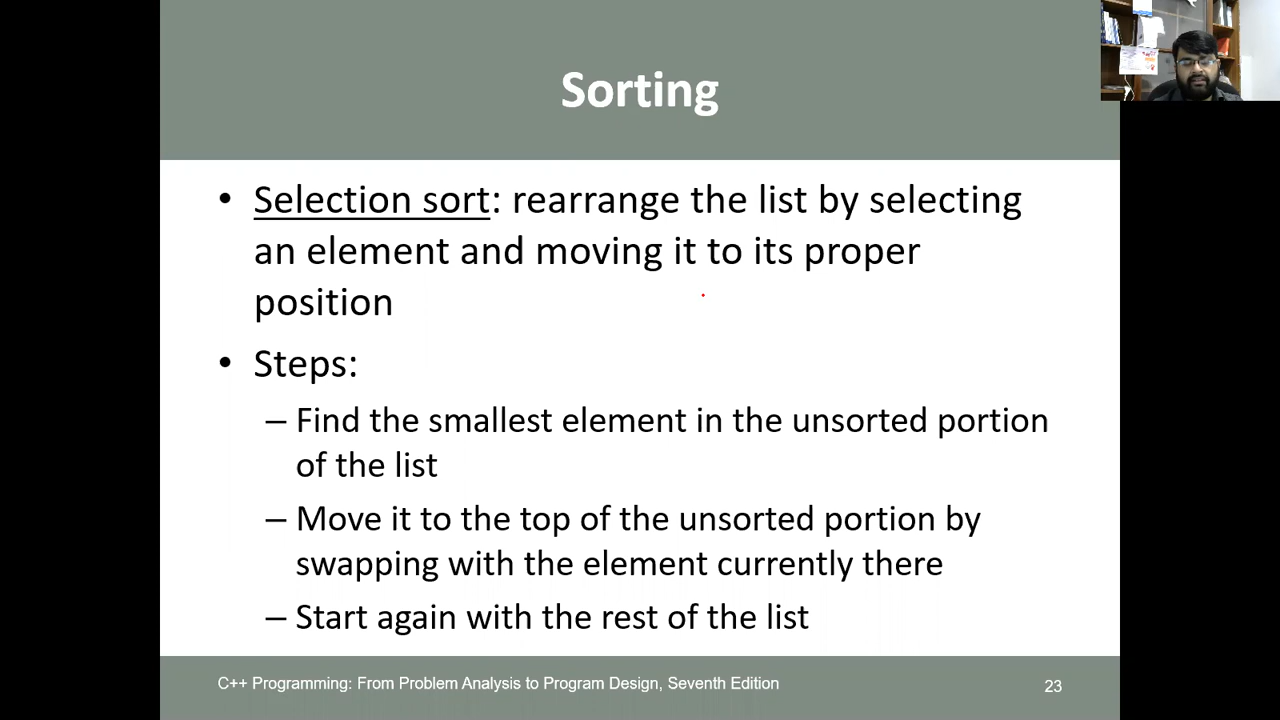 Sorting
• Selection sort: rearrange the list by selecting
an element and moving it to its proper
position
• Steps:
– Find the smallest element in the unsorted portion
of the list
– Move it to the top of the unsorted portion by
swapping with the element currently there
– Start again with the rest of the list
C++ Programming: From Problem Analysis to Program Design, Seventh Edition
23